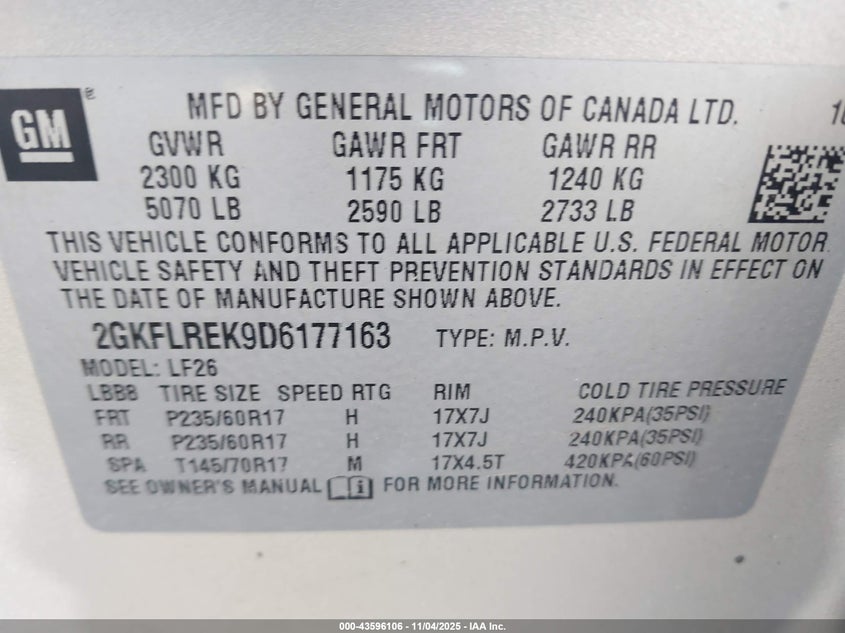 GM ®
MFD BY GENERAL MOTORS OF CANADA LTD.
GVWR GAWR FRT GAWR RR
2300 KG 1175 KG 1240 KG
5070 LB 2590 LB 2733 LB
THIS VEHICLE CONFORMS TO ALL APPLICABLE U.S. FEDERAL MOTOR
VEHICLE SAFETY AND THEFT PREVENTION STANDARDS IN EFFECT ON
THE DATE OF MANUFACTURE SHOWN ABOVE.
2GKFLREK9D6177163 TYPE: M.P.V.
MODEL: LF26
LBB8 TIRE SIZE SPEED RTG RIM COLD TIRE PRESSURE
FRT P235/60R17 H 17X7J 240KPA(35PSI)
RR P235/60R17 H 17X7J 240KPA(35PSI)
SPA T145/70R17 M 17X4.5T 420KPA(60PSI)
SEE OWNER'S MANUAL i FOR MORE INFORMATION.
000-43596106 - 11/04/2025 - IAA Inc.